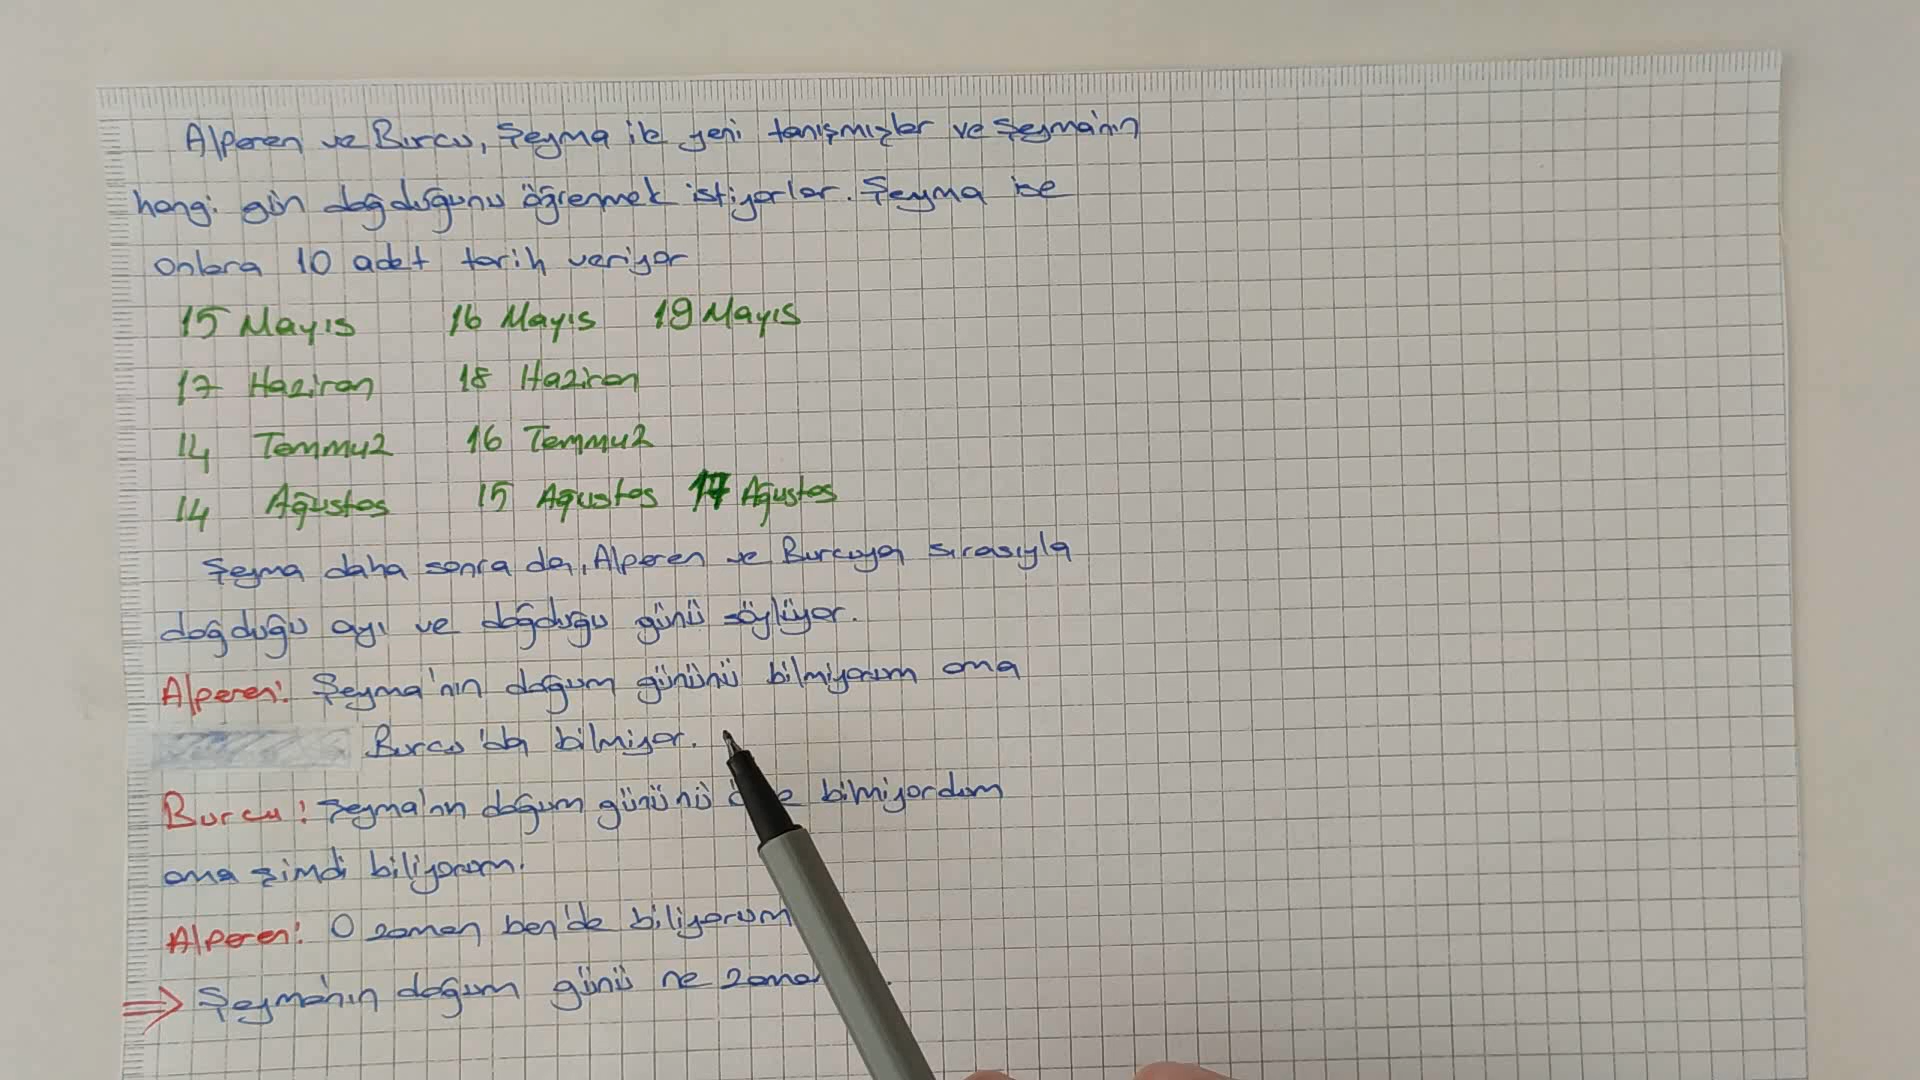 Alperen ve Burcu, Şeyma ile yeni tanışmışlar ve Şeyma'nın
hangi gün doğduğunu öğrenmek istiyorlar. Şeyma ise
onlara 10 adet tarih veriyor
15 Mayıs 16 Mayıs 19 Mayıs
17 Haziran 18 Haziran
14 Temmuz 16 Temmuz
14 Ağustos 15 Ağustos 17 Ağustos
Şeyma daha sonra da, Alperen ve Burcuya sırasıyla
doğduğu ayı ve doğduğu günü söylüyor.
Alperen: Şeyma'nın doğum gününü bilmiyorum ama
Burcu'da bilmiyor.
Burcu: Şeyma'nın doğum gününü bilmiyordum
ama şimdi biliyorum.
Alperen: O zaman ben'de biliyorum
⇒ Şeyma'nın doğum günü ne